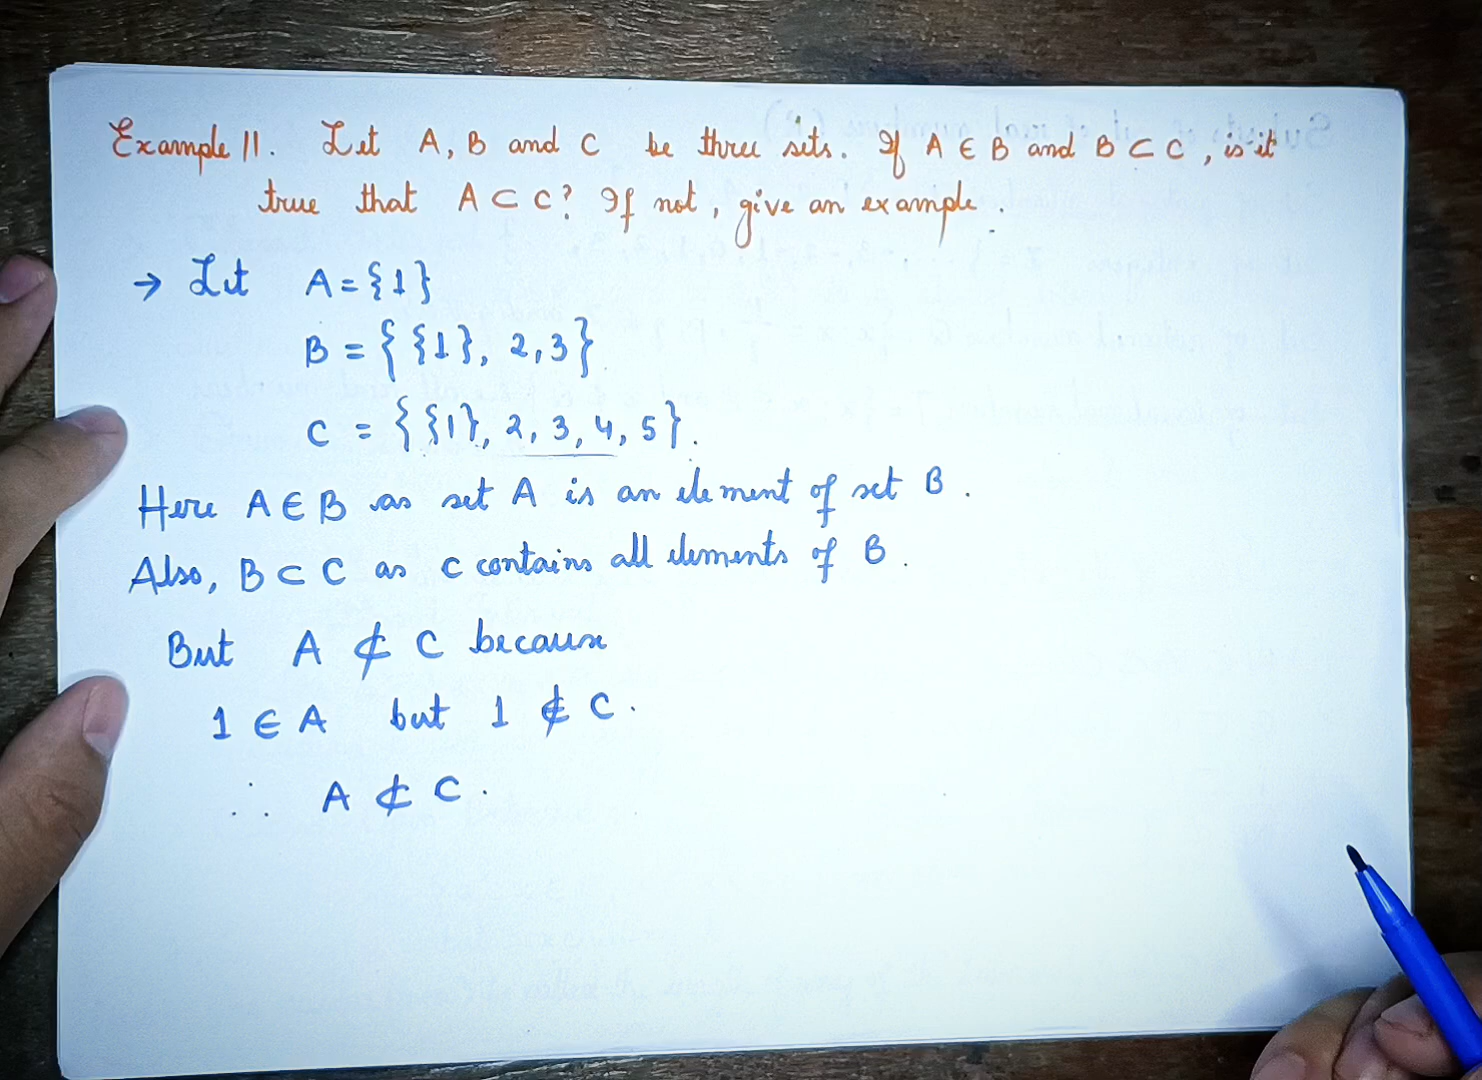 Example 11. Let A, B and C be three sets. If A ∈ B and B ⊂ C, is it
true that A ⊂ C? If not, give an example.
→ Let A = {1}
B = {{1}, 2, 3}
C = {{1}, 2, 3, 4, 5}.
Here A ∈ B as set A is an element of set B.
Also, B ⊂ C as C contains all elements of B.
But A ⊄ C because
1 ∈ A but 1 ∉ C.
∴ A ⊄ C.